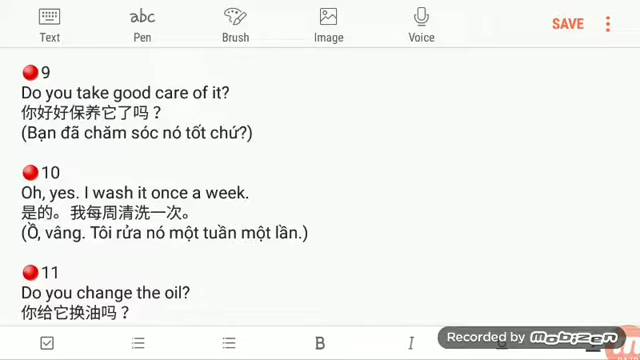 Text
abc
Pen
Brush
Image
Voice
SAVE
9
Do you take good care of it?
你好好保养它了吗？
(Bạn đã chăm sóc nó tốt chứ?)
10
Oh, yes. I wash it once a week.
是的。我每周清洗一次。
(Ồ, vâng. Tôi rửa nó một tuần một lần.)
11
Do you change the oil?
你给它换油吗？
B
I
Recorded by mobizen